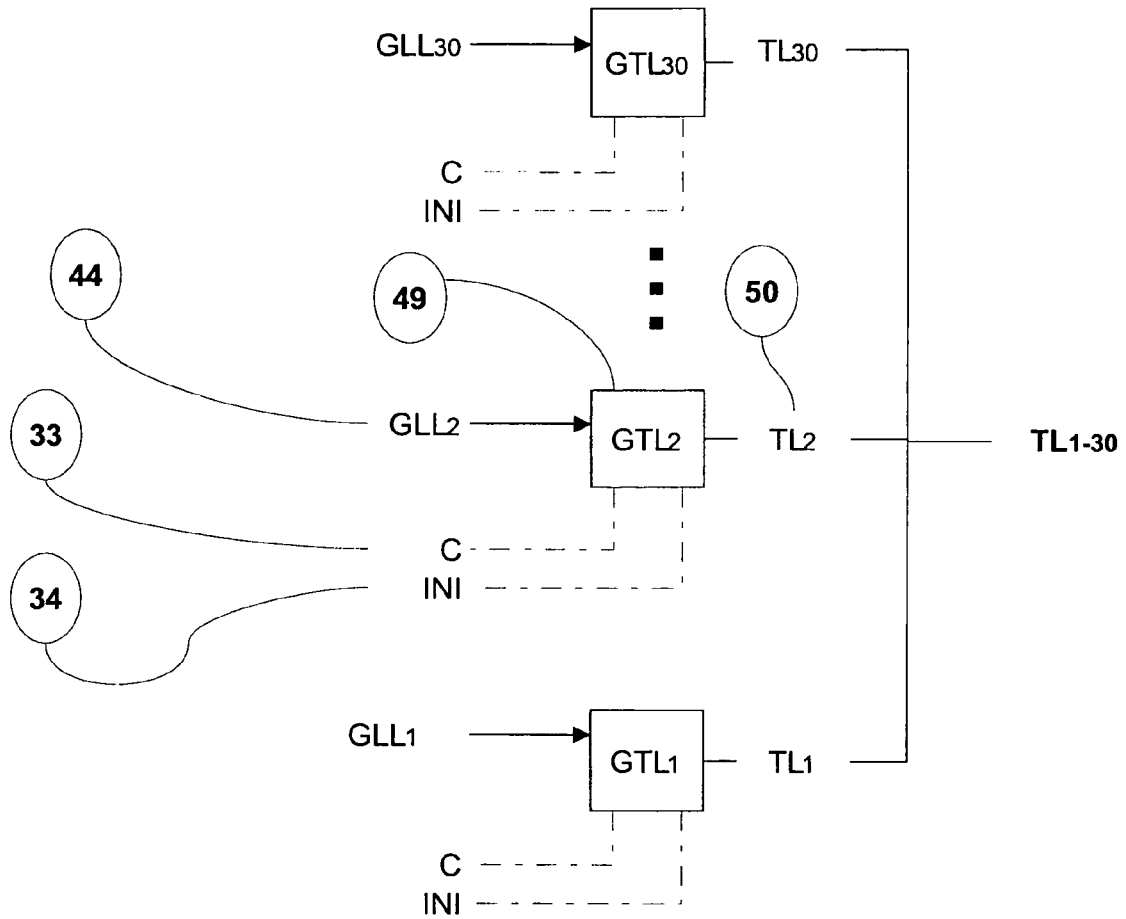 GLL30 GTL30 TL30
C
INI
44 49 50
33 GLL2 GTL2 TL2 TL1-30
C
34 INI
GLL1 GTL1 TL1
C
INI